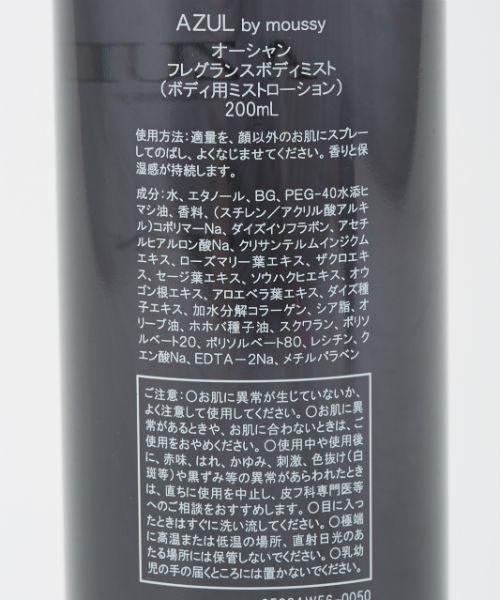 AZUL by moussy
オーシャン
フレグランスボディミスト
(ボディ用ミストローション)
200mL
使用方法:適量を、顔以外のお肌にスプレー
してのばし、よくなじませてください。香りと保
湿感が持続します。
成分:水、エタノール、BG、PEG-40水添ヒ
マシ油、香料、(スチレン/アクリル酸アルキ
ル)コポリマーNa、ダイズイソフラボン、アセチ
ルヒアルロン酸Na、クリサンテルムインジクム
エキス、ローズマリー葉エキス、ザクロエキ
ス、セージ葉エキス、ソウハクヒエキス、オウ
ゴン根エキス、アロエベラ葉エキス、ダイズ種
子エキス、加水分解コラーゲン、シア脂、オ
リーブ油、ホホバ種子油、スクワラン、ポリソ
ルベート20、ポリソルベート80、レシチン、ク
エン酸Na、EDTA-2Na、メチルパラベン
ご注意:○お肌に異常が生じていないか、
よく注意して使用してください。○お肌に異
常があるときや、お肌に合わないときは、ご
使用をおやめください。○使用中や使用後
に、赤味、はれ、かゆみ、刺激、色抜け(白
斑等)や黒ずみ等の異常があらわれたとき
は、直ちに使用を中止し、皮フ科専門医等
へのご相談をおすすめします。○目に入っ
たときはすぐに洗い流してください。○極端
に高温または低温の場所、直射日光のあ
たる場所には保管しないでください。○乳幼
児の手の届くところには置かないでください。